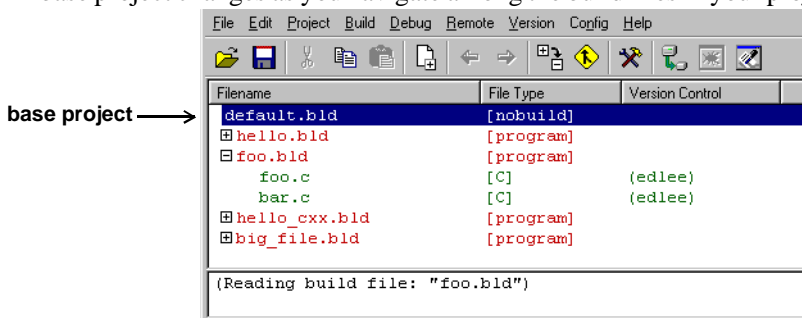 File Edit Project Build Debug Remote Version Config Help
Filename File Type Version Control
base project
default.bld [nobuild]
hello.bld [program]
foo.bld [program]
foo.c [C] (edlee)
bar.c [C] (edlee)
hello_cxx.bld [program]
big_file.bld [program]
(Reading build file: "foo.bld")